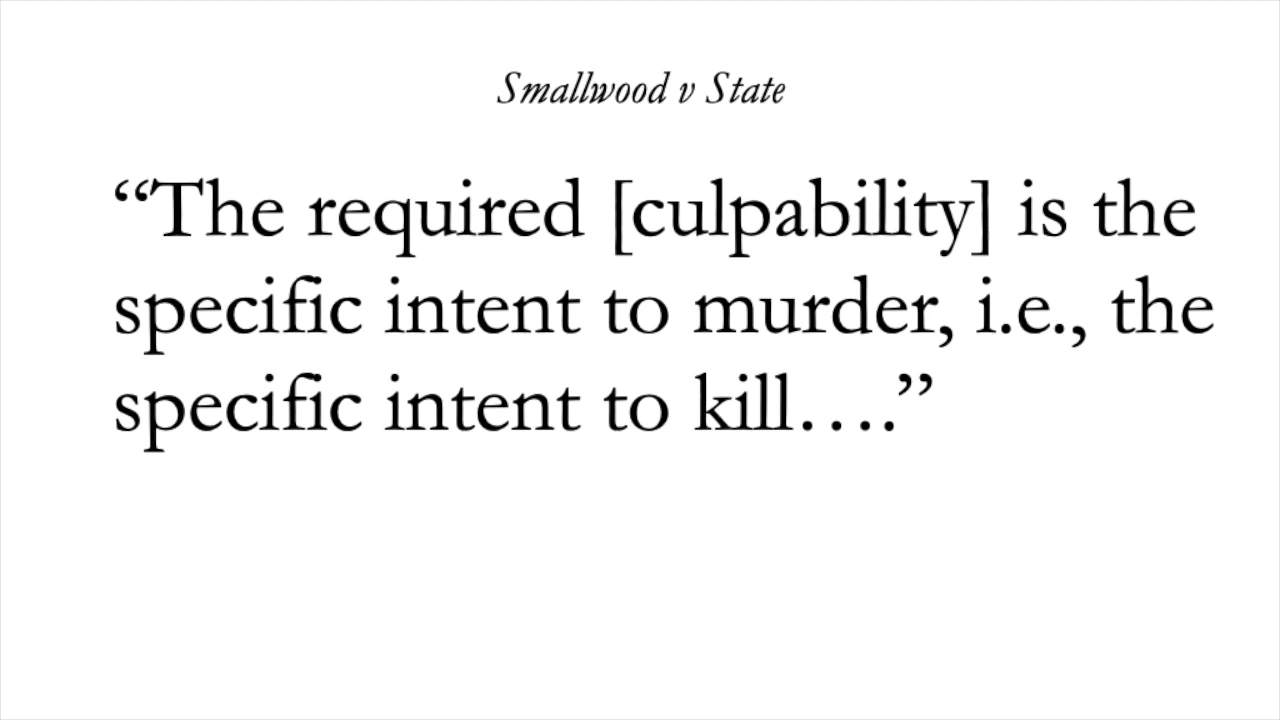 Smallwood v State
“The required [culpability] is the
specific intent to murder, i.e., the
specific intent to kill….”